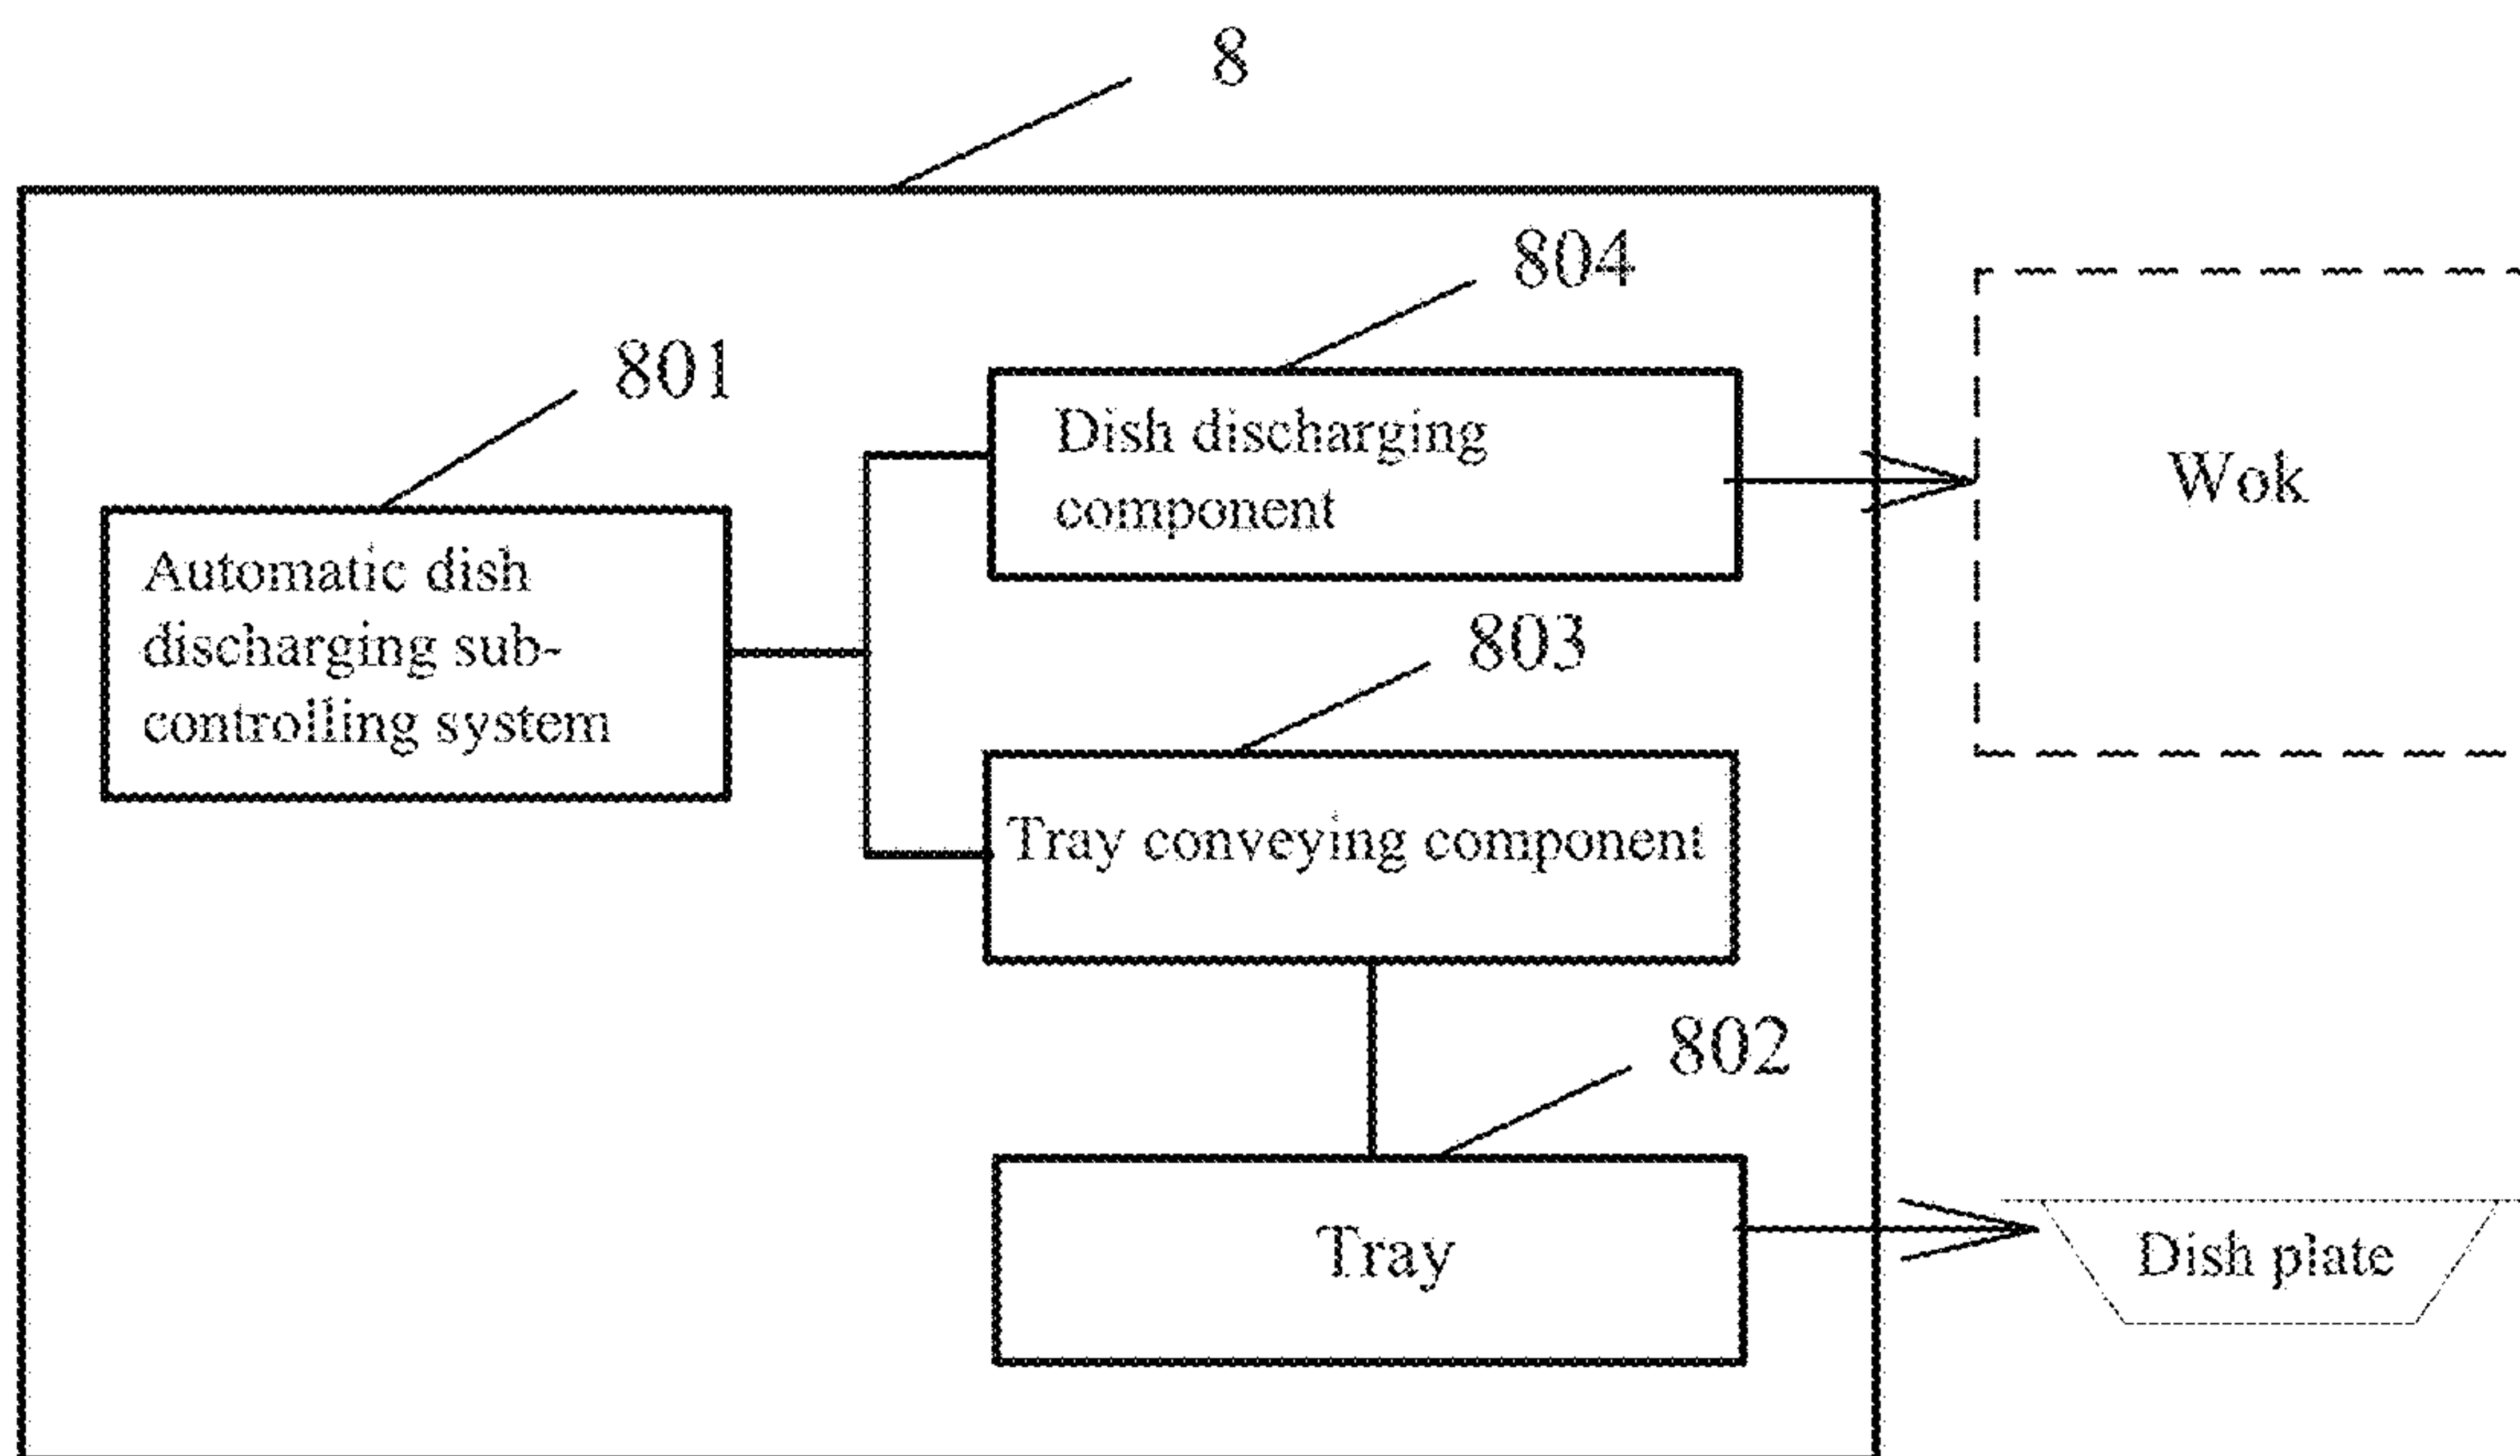 8
804
801
Dish discharging
component
Wok
Automatic dish
discharging sub-
controlling system
803
Tray conveying component
802
Tray
Dish plate